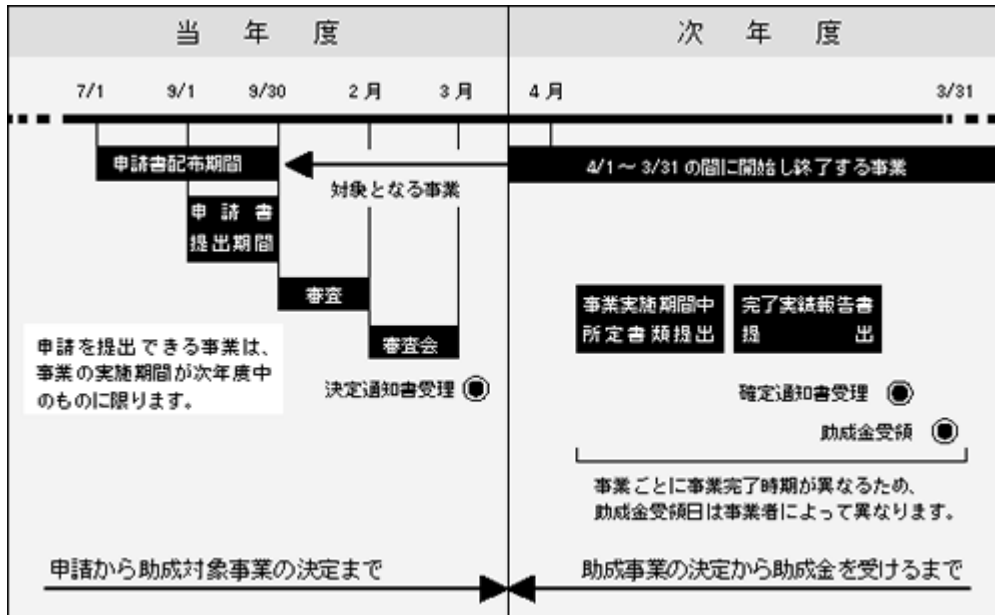 当年度
次年度
7/1 9/1 9/30 2月 3月 4月 3/31
申請書配布期間
4/1～3/31の間に開始し終了する事業
対象となる事業
申請書
提出期間
審査
審査会
事業実施期間中
所定書類提出
完了実績報告書
提出
申請を提出できる事業は、
事業の実施期間が次年度中
のものに限ります。
決定通知書受理
確定通知書受理
助成金受領
事業ごとに事業完了時期が異なるため、
助成金受領日は事業者によって異なります。
申請から助成対象事業の決定まで
助成事業の決定から助成金を受けるまで